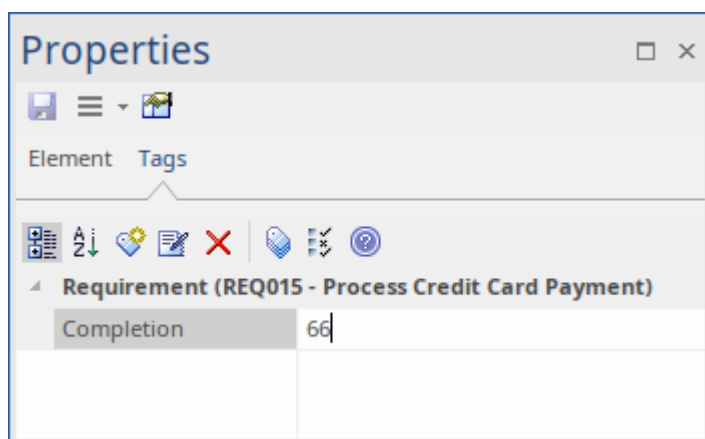 Properties
Element Tags
Requirement (REQ015 - Process Credit Card Payment)
Completion 66